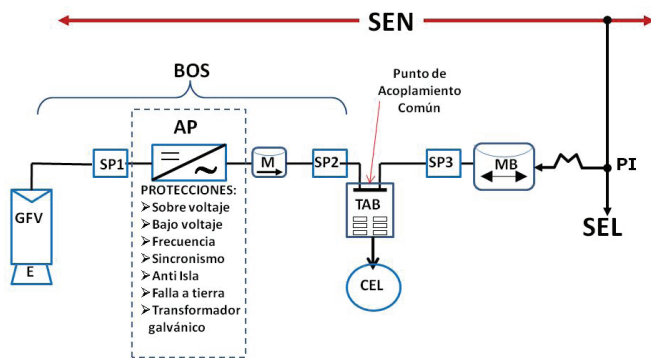 SEN
BOS
Punto de
Acoplamiento
Común
AP
SP1
M
SP2
SP3
MB
PI
PROTECCIONES:
➢Sobre voltaje
➢Bajo voltaje
➢Frecuencia
➢Sincronismo
➢Anti Isla
➢Falla a tierra
➢Transformador
galvánico
GFV
E
TAB
SEL
CEL